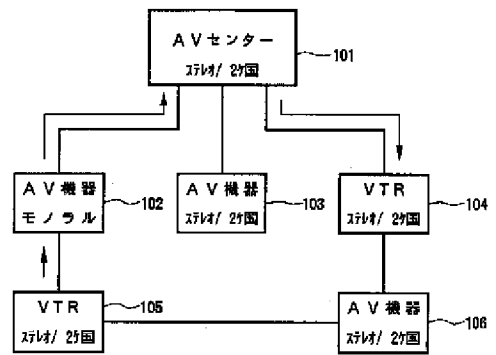 AVセンター
ステレオ/2ケ国
101
AV機器
モノラル
102
AV機器
ステレオ/2ケ国
103
VTR
ステレオ/2ケ国
104
VTR
ステレオ/2ケ国
105
AV機器
ステレオ/2ケ国
106